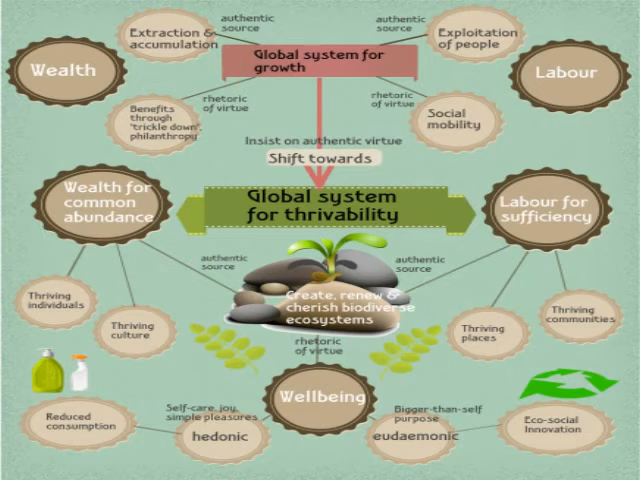 authentic
source
authentic
source
Extraction &
accumulation
Exploitation
of people
Global system for
growth
Wealth
Labour
rhetoric
of virtue
rhetoric
of virtue
Benefits
through
"trickle down",
philanthropy
Social
mobility
Insist on authentic virtue
Shift towards
Wealth for
common
abundance
Global system
for thrivability
Labour for
sufficiency
authentic
source
authentic
source
Thriving
individuals
Create, renew &
cherish biodiverse
ecosystems
Thriving
communities
Thriving
culture
Thriving
places
rhetoric
of virtue
Wellbeing
Reduced
consumption
Self-care, joy,
simple pleasures
hedonic
Bigger-than-self
purpose
eudaemonic
Eco-social
Innovation